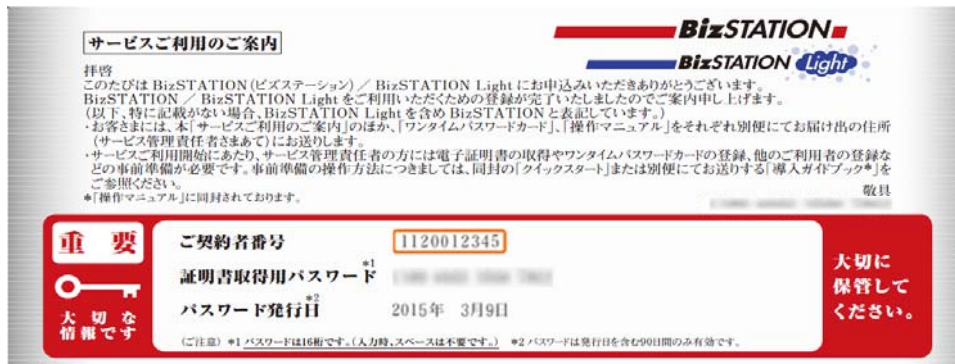 サービスご利用のご案内
BizSTATION
BizSTATION Light
拝啓
このたびは BizSTATION(ビズステーション) ／ BizSTATION Light にお申込みいただきありがとうございます。
BizSTATION ／ BizSTATION Light をご利用いただくための登録が完了いたしましたのでご案内申し上げます。
(以下、特に記載がない場合、BizSTATION Light を含め BizSTATION と表記しています。)
・お客さまには、本「サービスご利用のご案内」のほか、「ワンタイムパスワードカード」、「操作マニュアル」をそれぞれ別便にてお届け出の住所
(サービス管理責任者さまあて)にお送りします。
・サービスご利用開始にあたり、サービス管理責任者の方には電子証明書の取得やワンタイムパスワードカードの登録、他のご利用者の登録な
どの事前準備が必要です。事前準備の操作方法につきましては、同封の「クイックスタート」または別便にてお送りする「導入ガイドブック*」を
ご参照ください。
*「操作マニュアル」に同封されております。
敬具
重要
大切な
情報です
ご契約者番号 1120012345
証明書取得用パスワード*1
パスワード発行日*2 2015年 3月9日
(ご注意) *1 パスワードは16桁です。(入力時、スペースは不要です。) *2 パスワードは発行日を含む90日間のみ有効です。
大切に
保管して
ください。